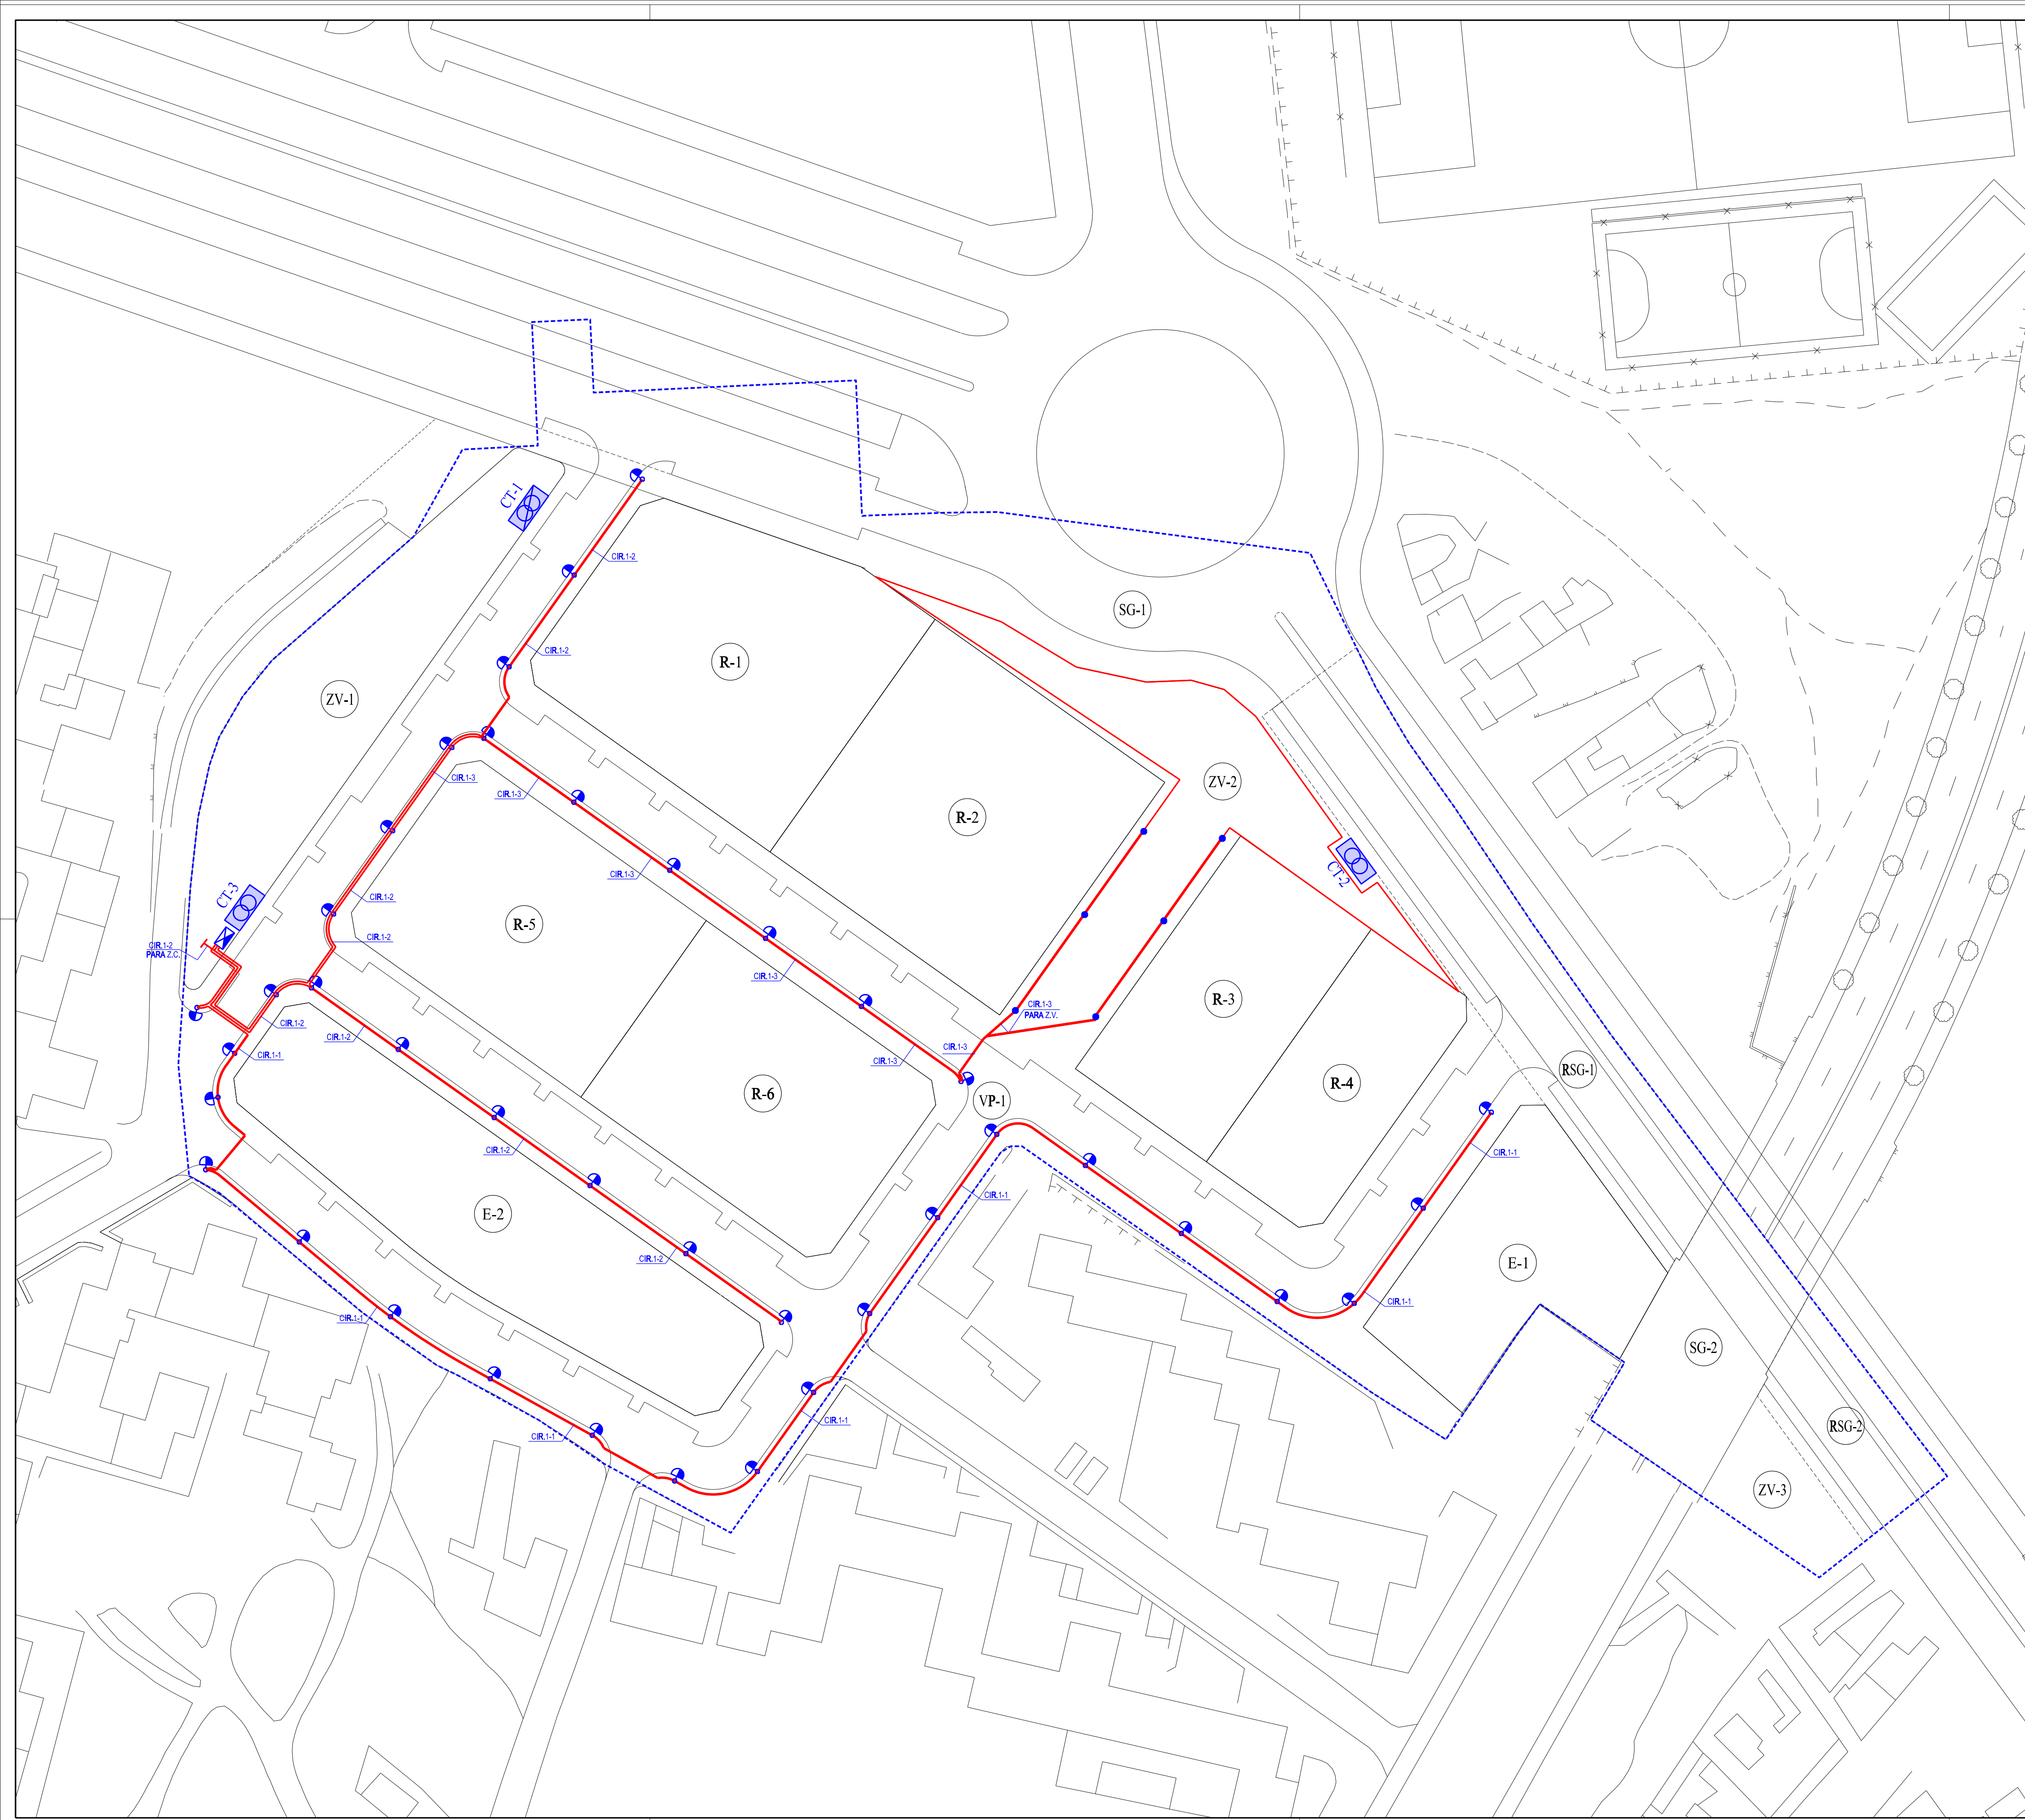 CT-1
CIR.1-2
SG-1
CIR.1-2
R-1
ZV-1
CIR.1-3
ZV-2
CIR.1-3
R-2
CIR.1-3
CT-2
CT-3
CIR.1-2
R-5
CIR.1-2
CIR.1-2
PARA Z.C.
CIR.1-3
R-3
CIR.1-3
PARA Z.V.
CIR.1-2
CIR.1-2
CIR.1-3
CIR.1-1
CIR.1-3
RSG-1
R-4
R-6
VP-1
CIR.1-2
CIR.1-1
CIR.1-1
E-2
CIR.1-2
E-1
CIR.1-1
CIR.1-1
SG-2
CIR.1-1
RSG-2
CIR.1-1
ZV-3